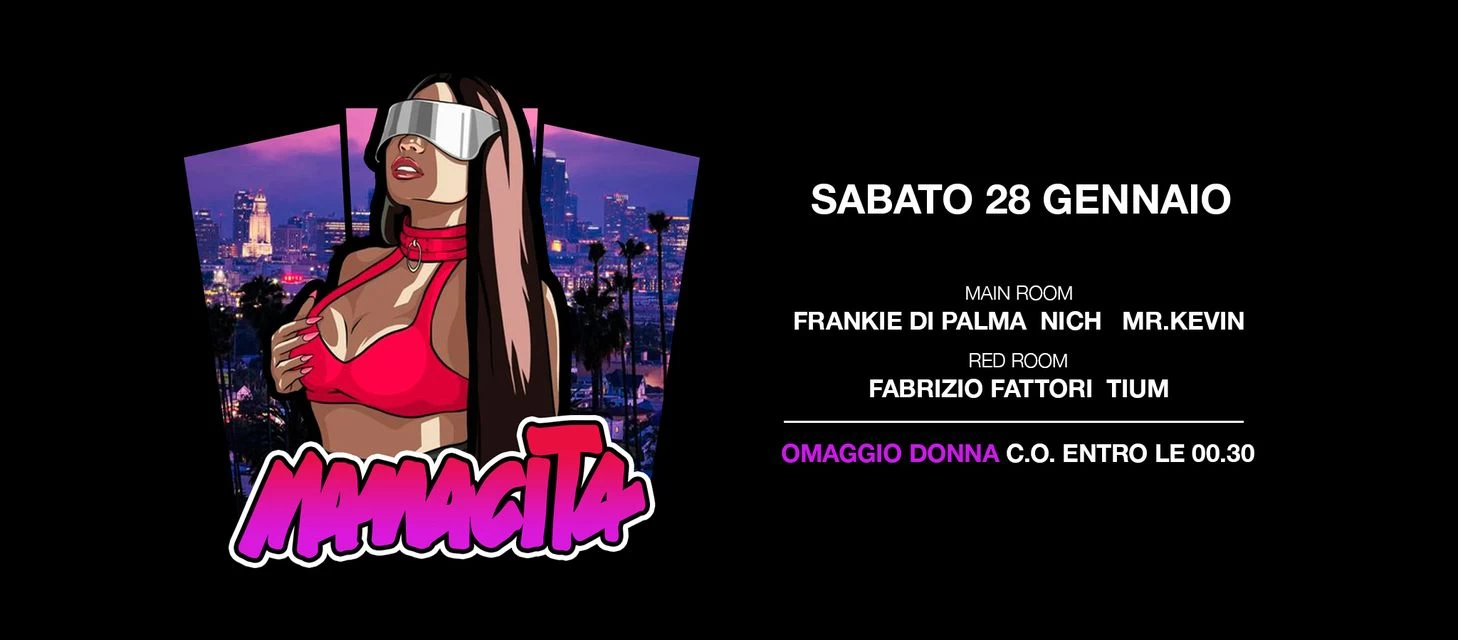 MAMACITA
SABATO 28 GENNAIO
MAIN ROOM
FRANKIE DI PALMA NICH MR.KEVIN
RED ROOM
FABRIZIO FATTORI TIUM
OMAGGIO DONNA C.O. ENTRO LE 00.30